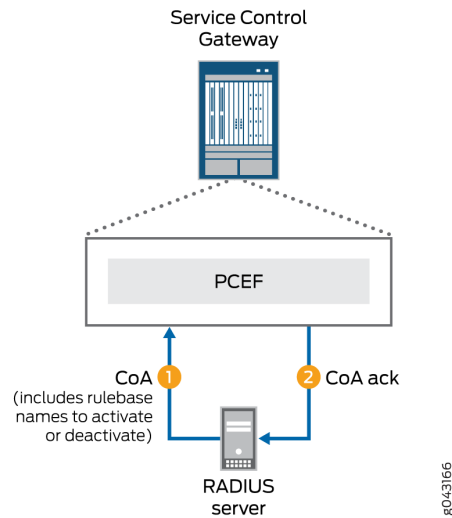 Service Control
Gateway
PCEF
CoA 1
(includes rulebase
names to activate
or deactivate)
2 CoA ack
RADIUS
server
g043166